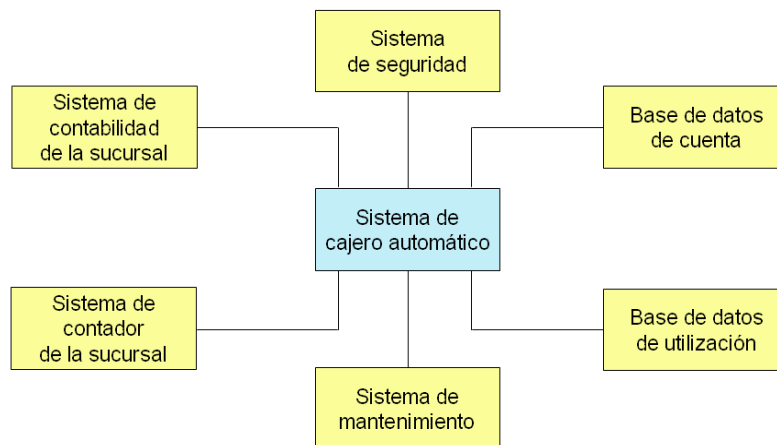 Sistema
de seguridad
Sistema de
contabilidad
de la sucursal
Base de datos
de cuenta
Sistema de
cajero automático
Sistema de
contador
de la sucursal
Base de datos
de utilización
Sistema de
mantenimiento